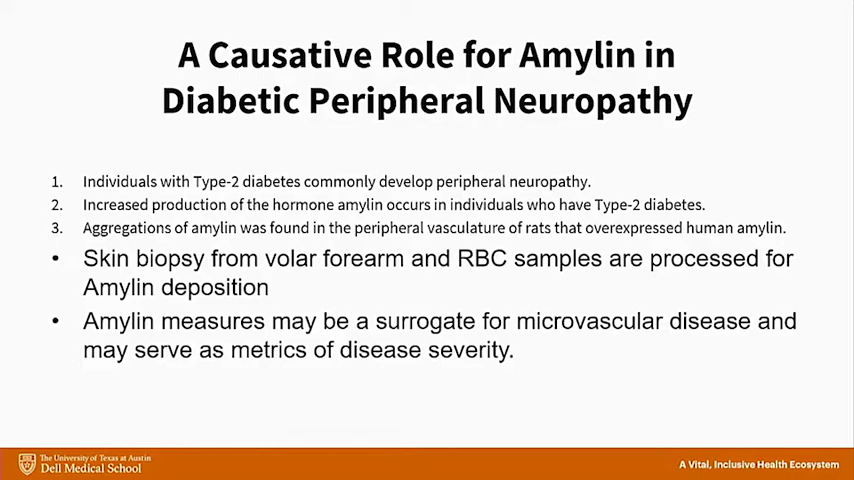 A Causative Role for Amylin in
Diabetic Peripheral Neuropathy
1. Individuals with Type-2 diabetes commonly develop peripheral neuropathy.
2. Increased production of the hormone amylin occurs in individuals who have Type-2 diabetes.
3. Aggregations of amylin was found in the peripheral vasculature of rats that overexpressed human amylin.
• Skin biopsy from volar forearm and RBC samples are processed for
Amylin deposition
• Amylin measures may be a surrogate for microvascular disease and
may serve as metrics of disease severity.
The University of Texas at Austin
Dell Medical School
A Vital, Inclusive Health Ecosystem